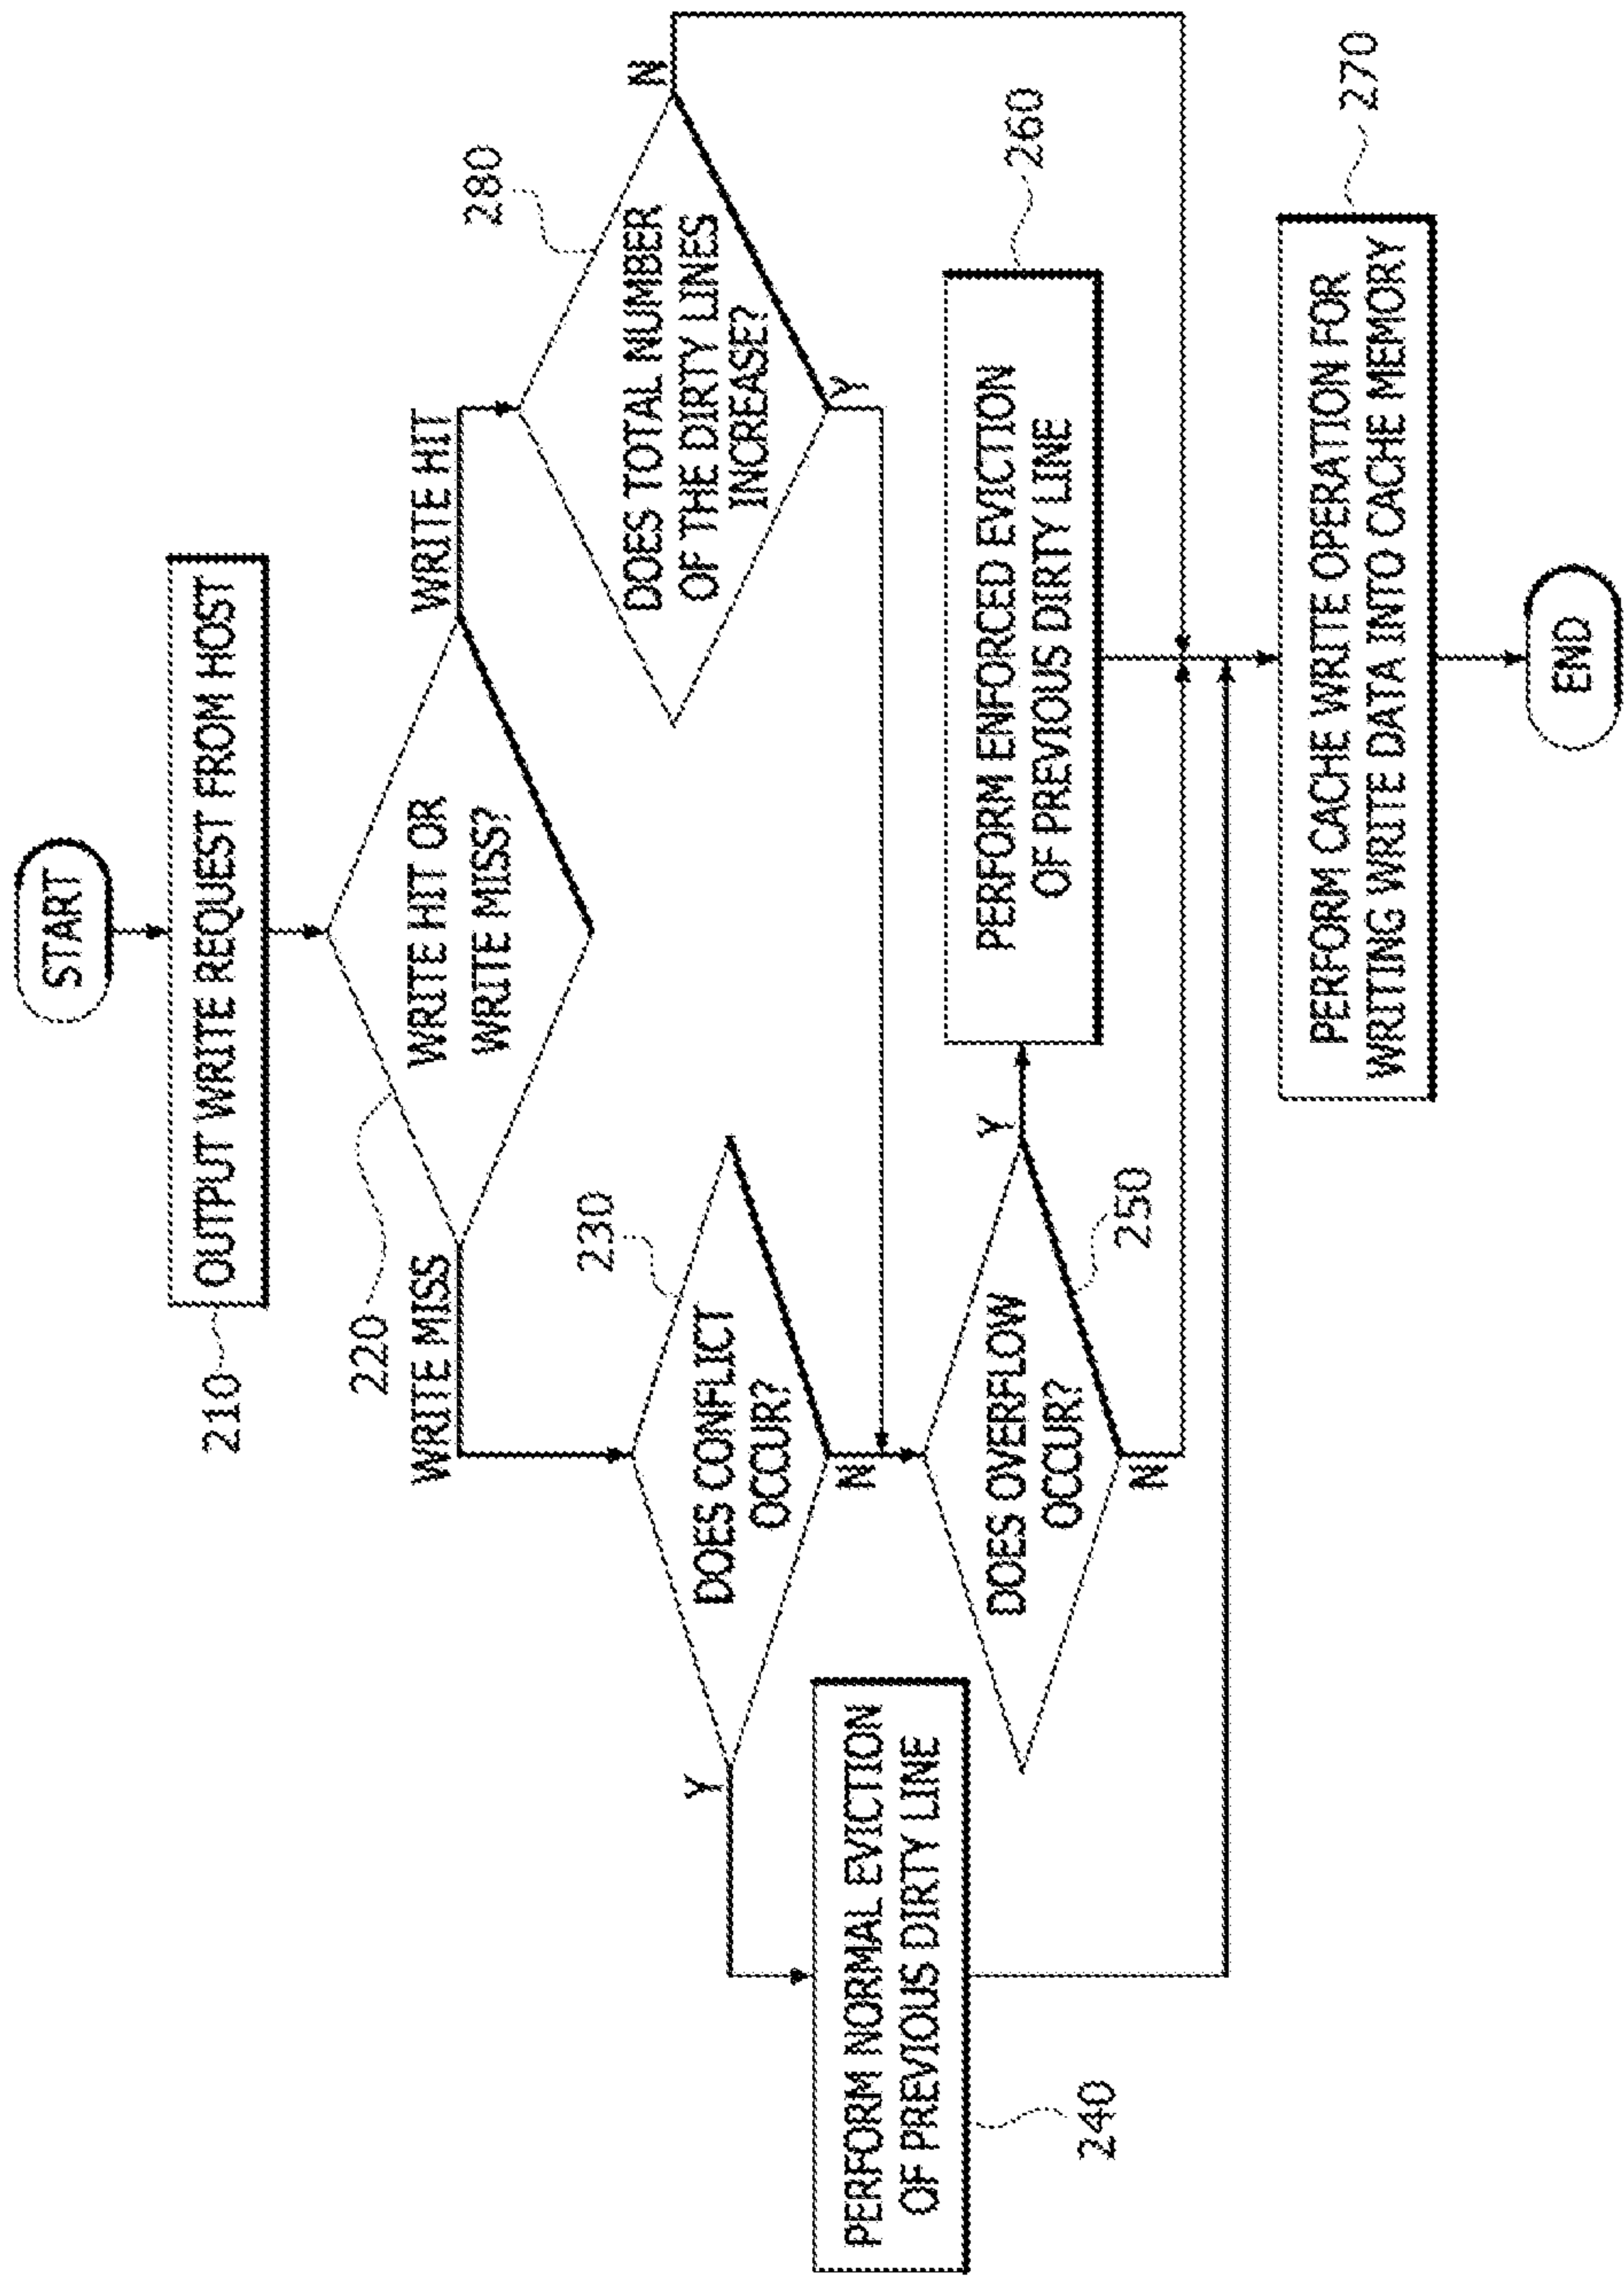 START
210
OUTPUT WRITE REQUEST FROM HOST
220
WRITE HIT OR
WRITE MISS?
WRITE MISS
WRITE HIT
230
DOES CONFLICT
OCCUR?
Y
N
280
DOES TOTAL NUMBER
OF THE DIRTY LINES
INCREASE?
N
Y
PERFORM NORMAL EVICTION
OF PREVIOUS DIRTY LINE
240
DOES OVERFLOW
OCCUR?
250
Y
N
PERFORM ENFORCED EVICTION
OF PREVIOUS DIRTY LINE
260
PERFORM CACHE WRITE OPERATION FOR
WRITING WRITE DATA INTO CACHE MEMORY
270
END